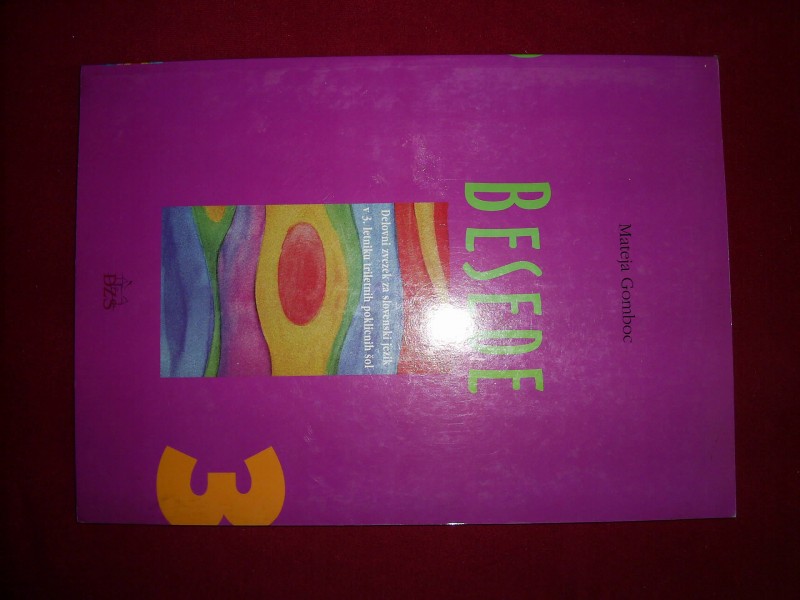 Mateja Gomboc
BESEDE
Delovni zvezek za slovenski jezik
v 3. letniku triletnih poklicnih šol
3
DZS